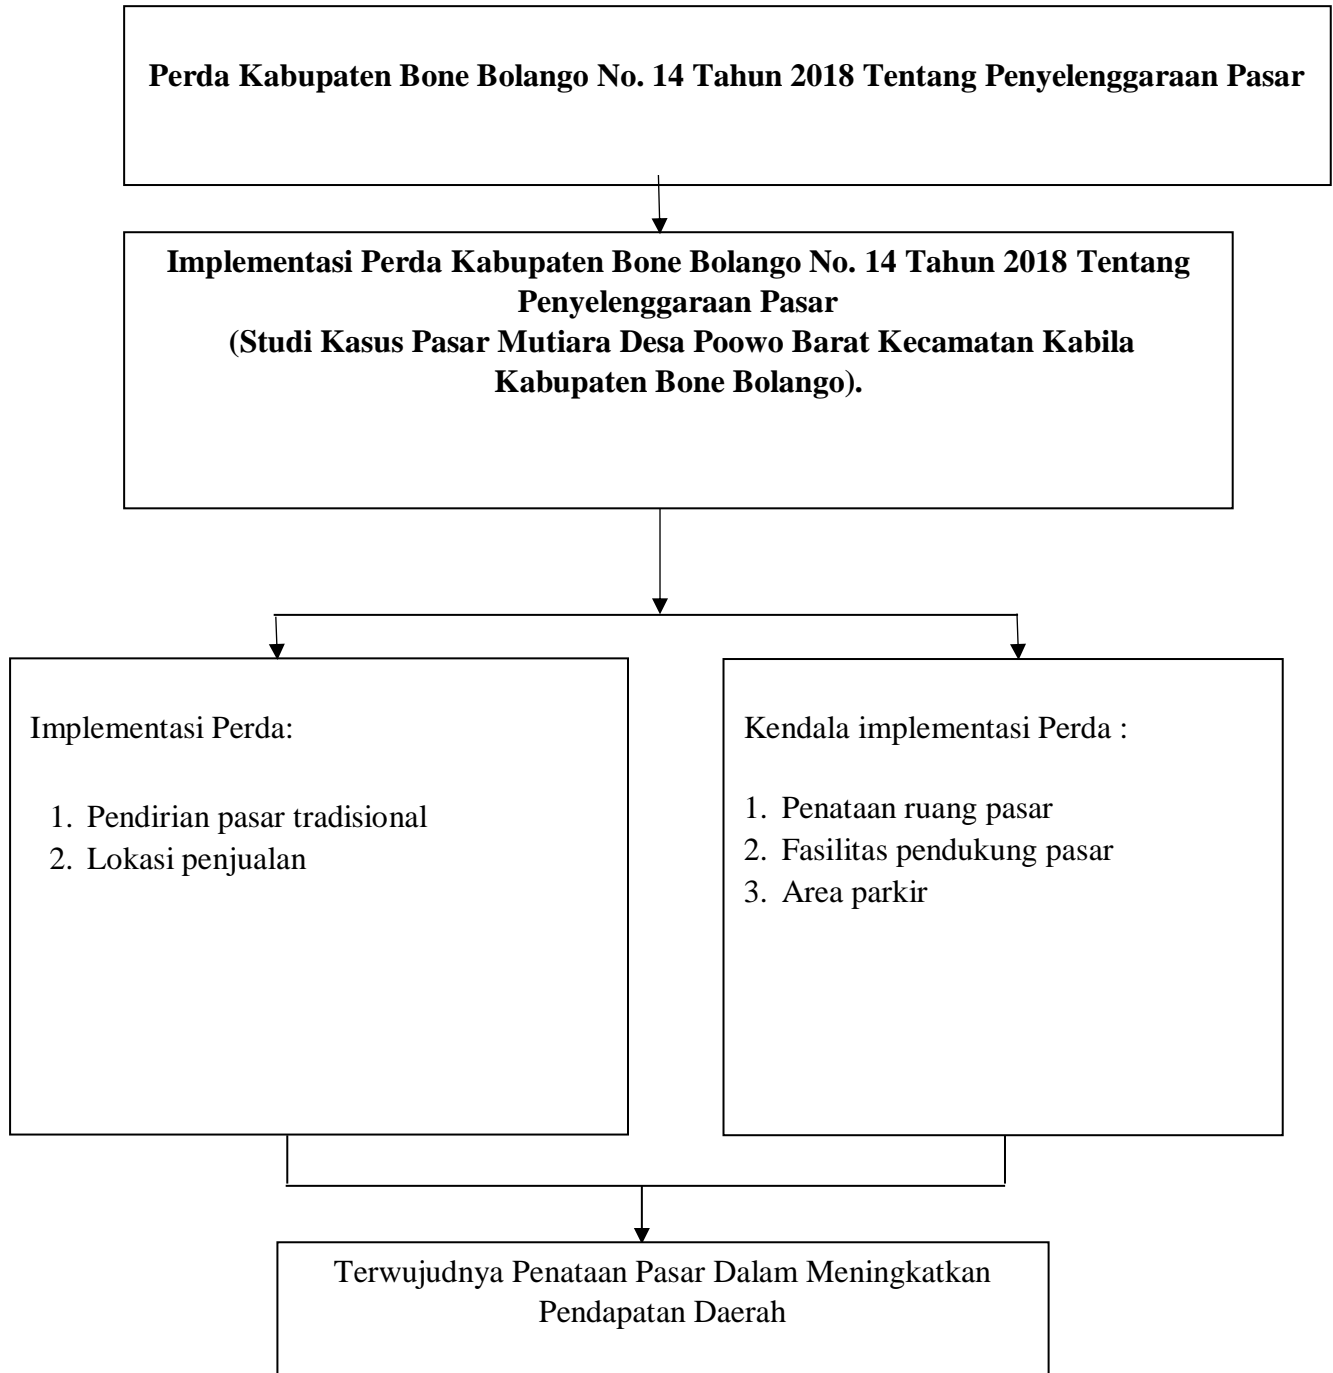 Perda Kabupaten Bone Bolango No. 14 Tahun 2018 Tentang Penyelenggaraan Pasar
Implementasi Perda Kabupaten Bone Bolango No. 14 Tahun 2018 Tentang
Penyelenggaraan Pasar
(Studi Kasus Pasar Mutiara Desa Poowo Barat Kecamatan Kabila
Kabupaten Bone Bolango).
Implementasi Perda:
1. Pendirian pasar tradisional
2. Lokasi penjualan
Kendala implementasi Perda :
1. Penataan ruang pasar
2. Fasilitas pendukung pasar
3. Area parkir
Terwujudnya Penataan Pasar Dalam Meningkatkan
Pendapatan Daerah